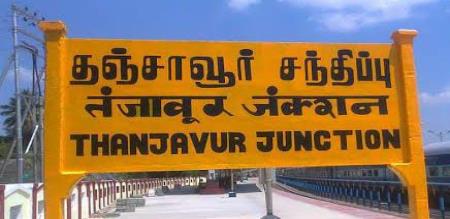 தஞ்சாவூர் சந்திப்பு
तंजावूर जंक्शन
THANJAVUR JUNCTION